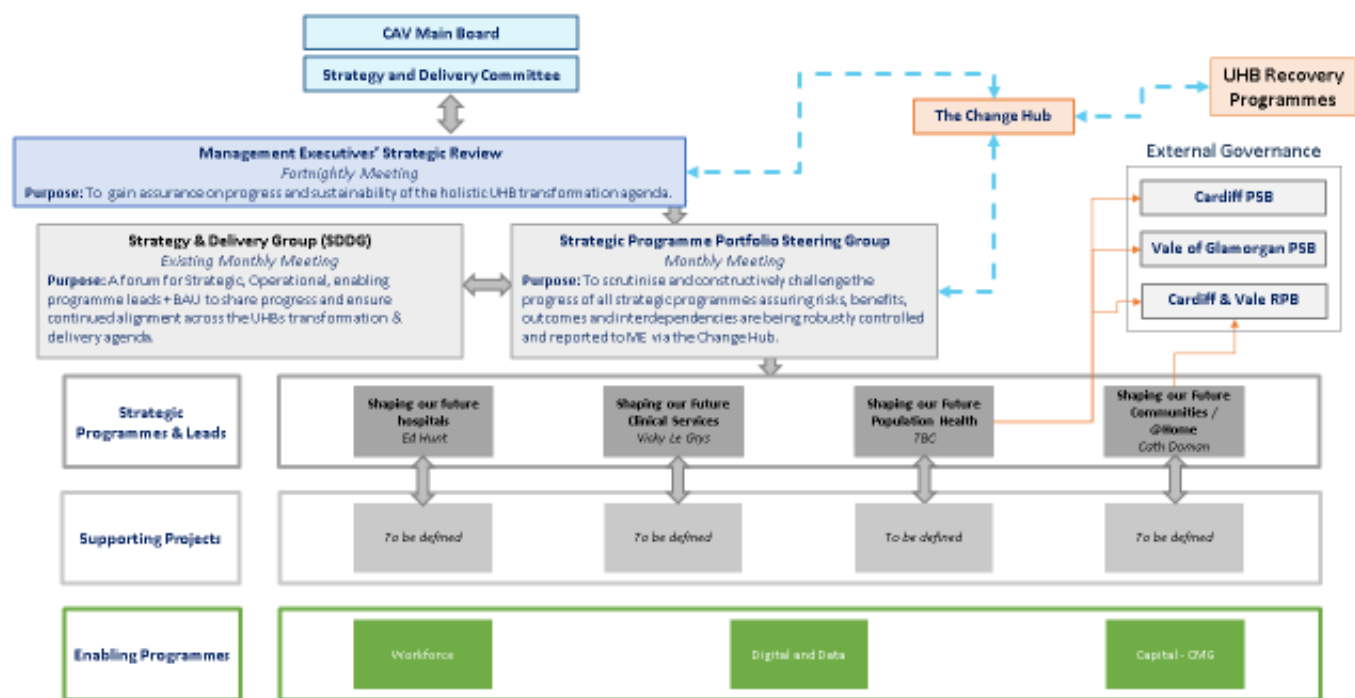 CAV Main Board
Strategy and Delivery Committee
UHB Recovery
Programmes
The Change Hub
Management Executives' Strategic Review
Fortnightly Meeting
Purpose: To gain assurance on progress and sustainability of the holistic UHB transformation agenda.
External Governance
Cardiff PSB
Vale of Glamorgan PSB
Cardiff & Vale RPB
Strategy & Delivery Group (SDDG)
Existing Monthly Meeting
Purpose: A forum for Strategic, Operational, enabling
programme leads + BAU to share progress and ensure
continued alignment across the UHBs transformation &
delivery agenda.
Strategic Programme Portfolio Steering Group
Monthly Meeting
Purpose: To scrutinise and constructively challenge the
progress of all strategic programmes assuring risks, benefits,
outcomes and interdependencies are being robustly controlled
and reported to ME via the Change Hub.
Strategic
Programmes & Leads
Shaping our future
hospitals
Ed Hunt
Shaping our Future
Clinical Services
Vicky Le Grys
Shaping our Future
Population Health
TBC
Shaping our Future
Communities /
@Home
Cath Doman
Supporting Projects
To be defined
To be defined
To be defined
To be defined
Enabling Programmes
Workforce
Digital and Data
Capital - CMG